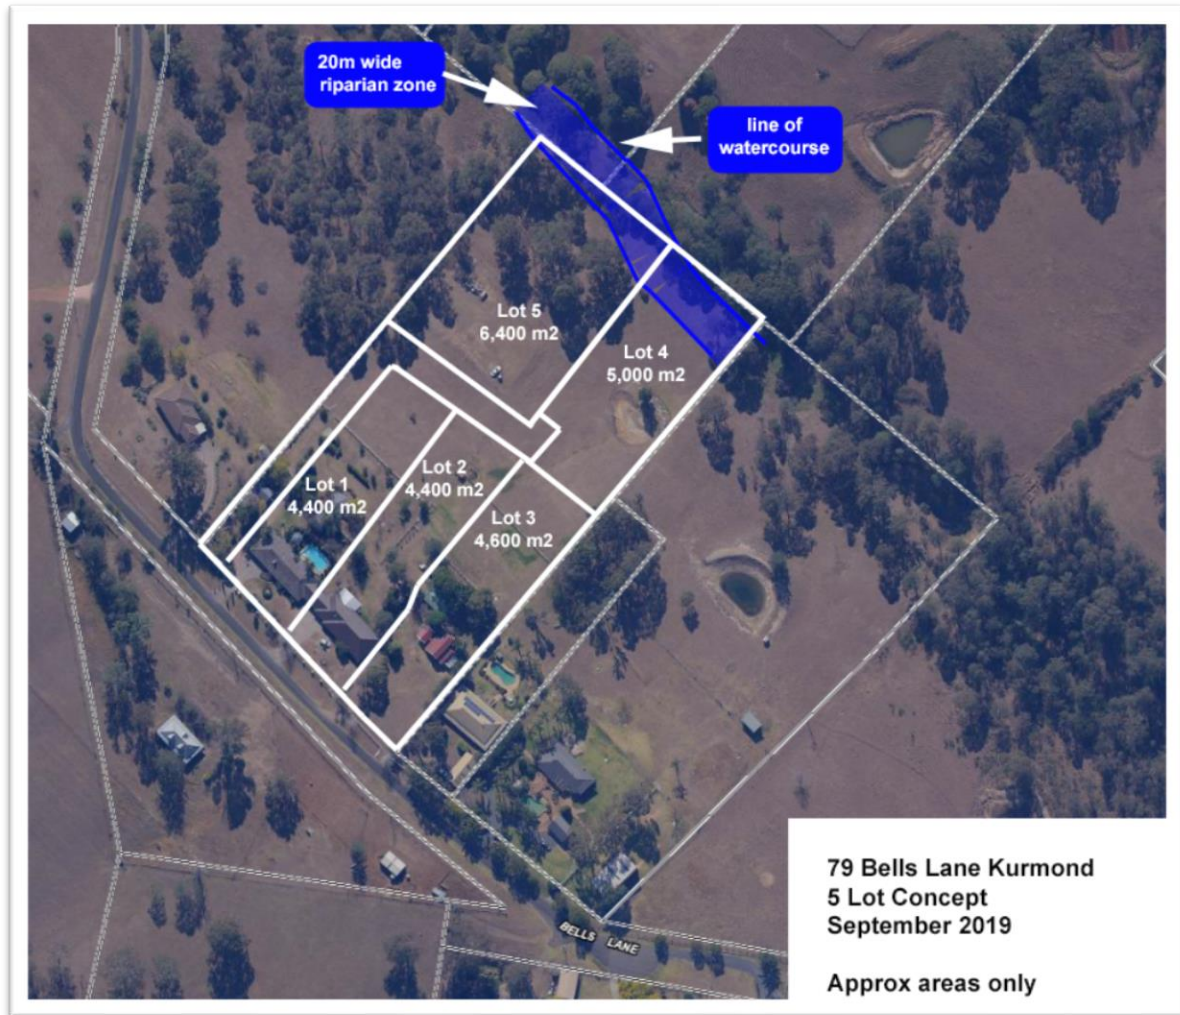 20m wide
riparian zone
line of
watercourse
Lot 5
6,400 m2
Lot 4
5,000 m2
Lot 2
4,400 m2
Lot 1
4,400 m2
Lot 3
4,600 m2
BELLS LANE
79 Bells Lane Kurmond
5 Lot Concept
September 2019
Approx areas only